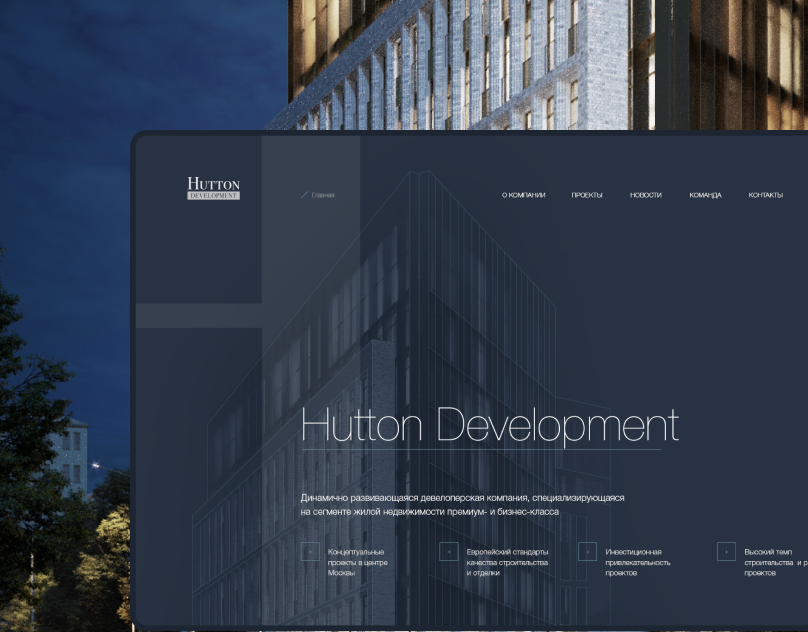 HUTTON
DEVELOPMENT
Главная
О КОМПАНИИ
ПРОЕКТЫ
НОВОСТИ
КОМАНДА
КОНТАКТЫ
Hutton Development
Динамично развивающаяся девелоперская компания, специализирующаяся
на сегменте жилой недвижимости премиум- и бизнес-класса
Концептуальные
проекты в центре
Москвы
Европейский стандарты
качества строительства
и отделки
Инвестиционная
привлекательность
проектов
Высокий темп
строительства и р
проектов